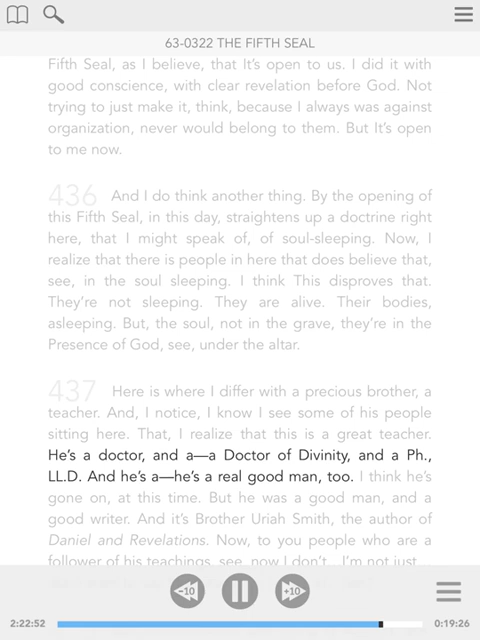 63-0322 THE FIFTH SEAL
Fifth Seal, as I believe, that It's open to us. I did it with
good conscience, with clear revelation before God. Not
trying to just make it, think, because I always was against
organization, never would belong to them. But It's open
to me now.
436 And I do think another thing. By the opening of
this Fifth Seal, in this day, straightens up a doctrine right
here, that I might speak of, of soul-sleeping. Now, I
realize that there is people in here that does believe that,
see, in the soul sleeping. I think This disproves that.
They're not sleeping. They are alive. Their bodies,
asleeping. But, the soul, not in the grave, they're in the
Presence of God, see, under the altar.
437 Here is where I differ with a precious brother, a
teacher. And, I notice, I know I see some of his people
sitting here. That, I realize that this is a great teacher.
He's a doctor, and a—a Doctor of Divinity, and a Ph.,
LL.D. And he's a—he's a real good man, too. I think he's
gone on, at this time. But he was a good man, and a
good writer. And it's Brother Uriah Smith, the author of
Daniel and Revelations. Now, to you people who are a
follower of his teachings, see, now I don't... I'm not just...
-10 +10
2:22:52 0:19:26